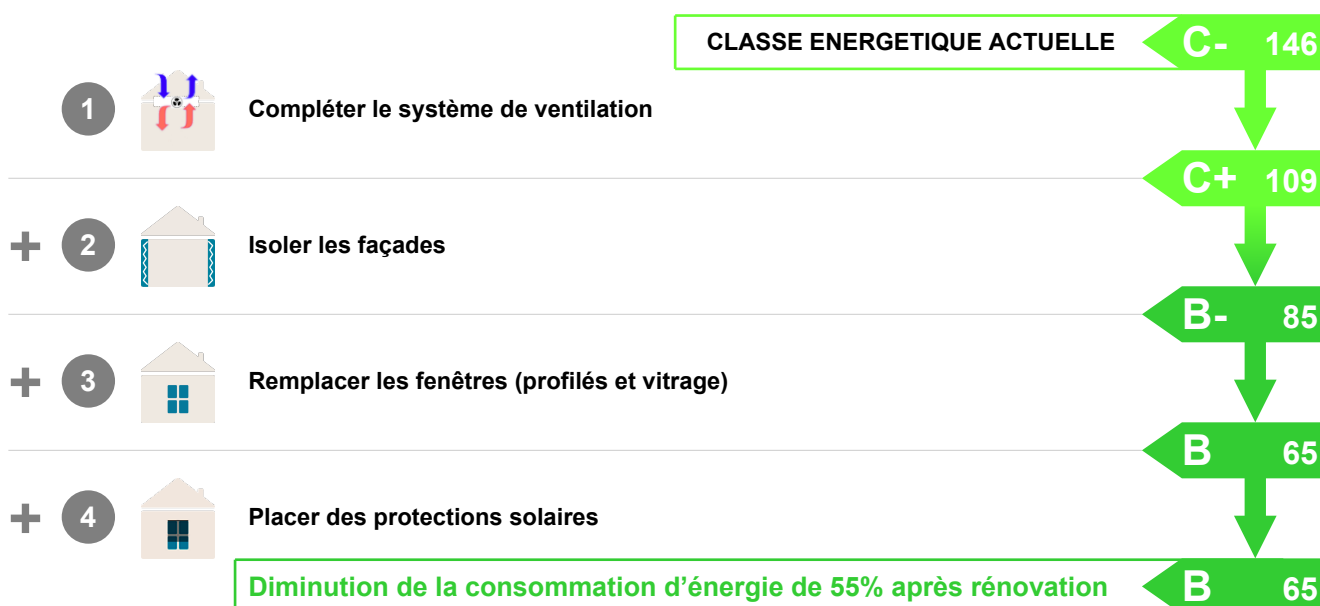 CLASSE ENERGETIQUE ACTUELLE C- 146
1 Compléter le système de ventilation
C+ 109
+ 2 Isoler les façades
B- 85
+ 3 Remplacer les fenêtres (profilés et vitrage)
B 65
+ 4 Placer des protections solaires
Diminution de la consommation d’énergie de 55% après rénovation B 65